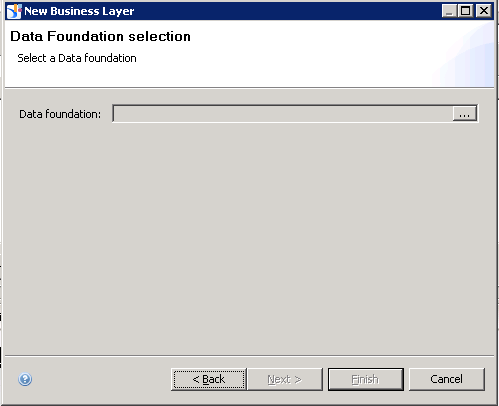 New Business Layer
Data Foundation selection
Select a Data foundation
Data foundation:
...
< Back
Next >
Finish
Cancel